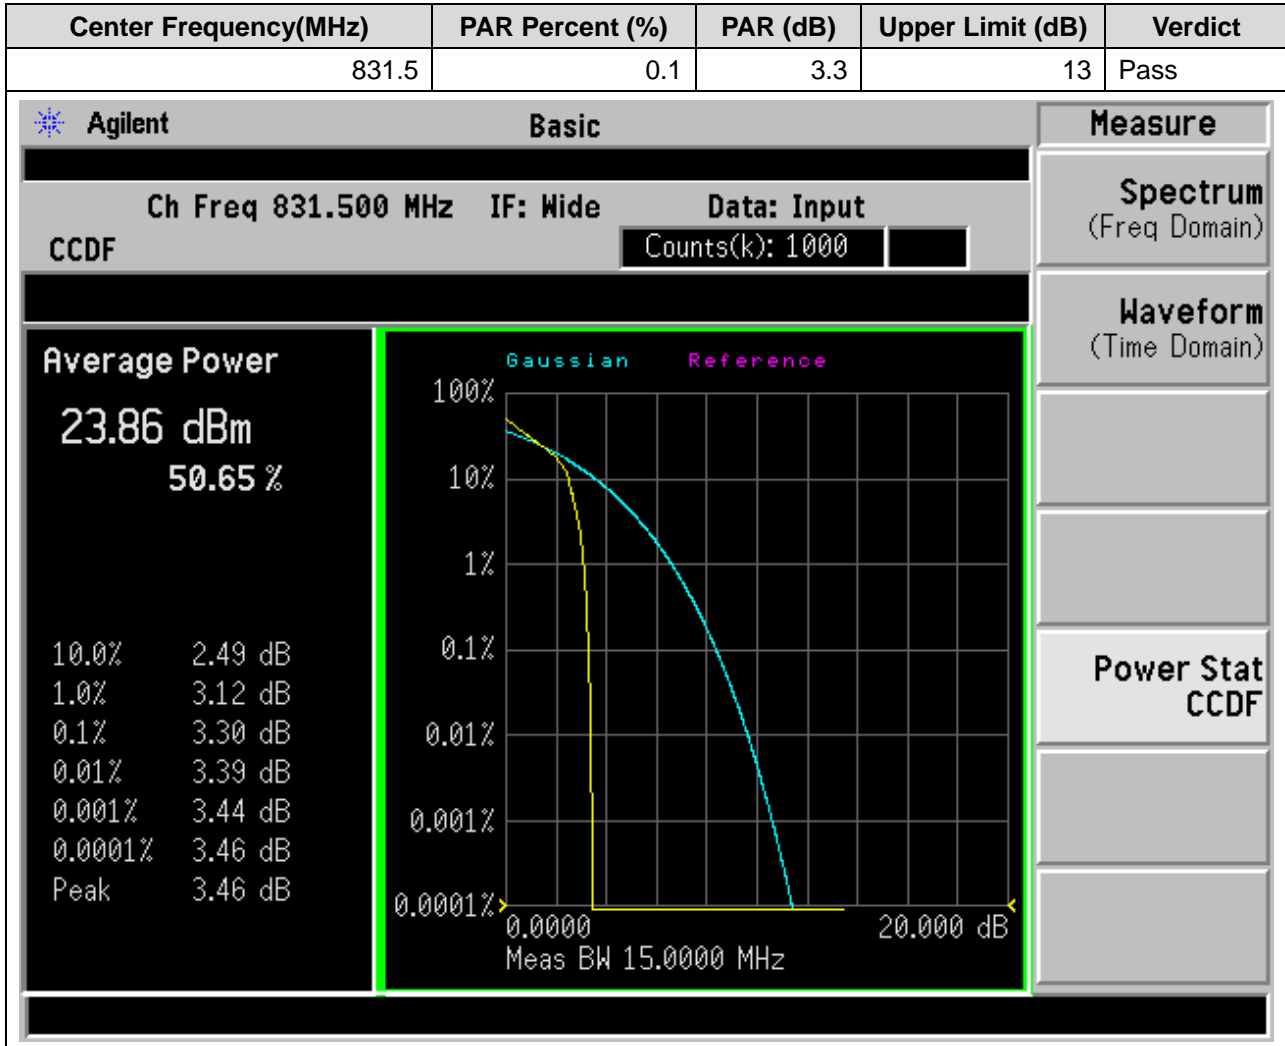 Center Frequency(MHz) PAR Percent (%) PAR (dB) Upper Limit (dB) Verdict
831.5 0.1 3.3 13 Pass
Agilent Basic Measure
Ch Freq 831.500 MHz IF: Wide Data: Input
CCDF Counts(k): 1000
Spectrum
(Freq Domain)
Waveform
(Time Domain)
Power Stat
CCDF
Average Power
23.86 dBm
50.65 %
10.0% 2.49 dB
1.0% 3.12 dB
0.1% 3.30 dB
0.01% 3.39 dB
0.001% 3.44 dB
0.0001% 3.46 dB
Peak 3.46 dB
Gaussian Reference
100%
10%
1%
0.1%
0.01%
0.001%
0.0001%
0.0000 20.000 dB
Meas BW 15.0000 MHz